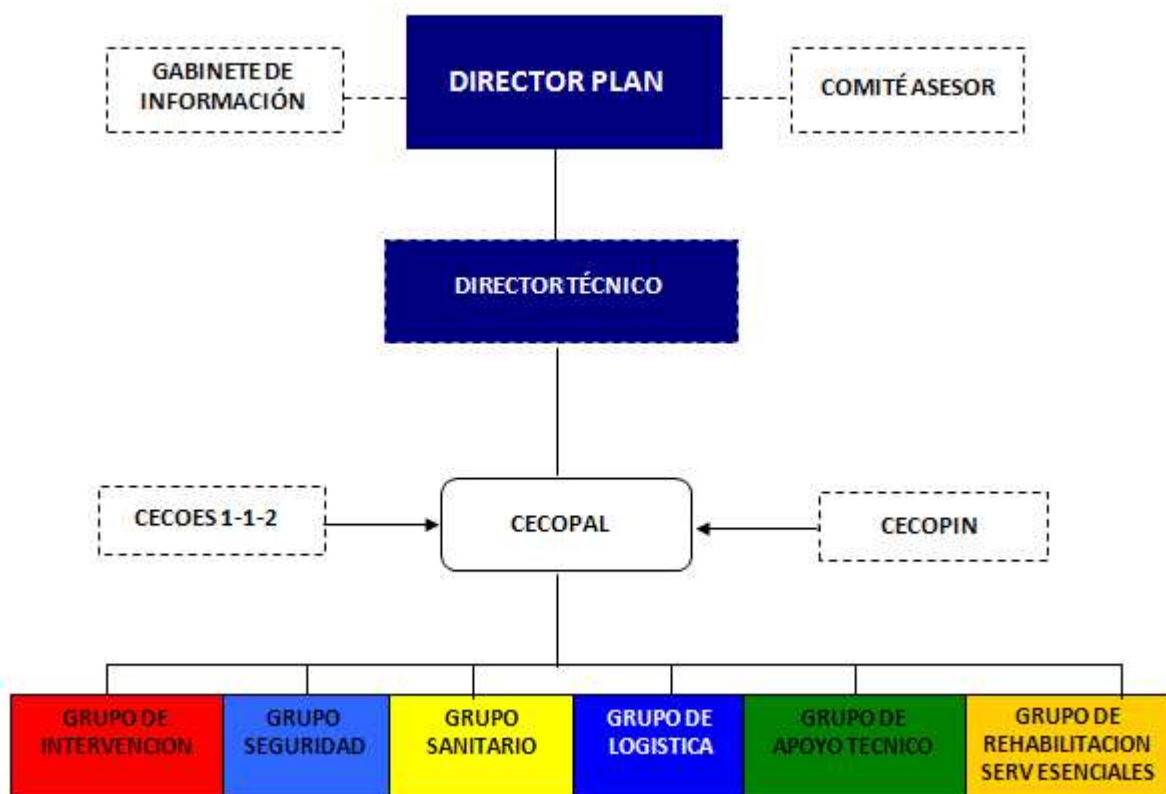 GABINETE DE
INFORMACIÓN
DIRECTOR PLAN
COMITÉ ASESOR
DIRECTOR TÉCNICO
CECOES 1-1-2
CECOPAL
CECOPIN
GRUPO DE
INTERVENCION
GRUPO
SEGURIDAD
GRUPO
SANITARIO
GRUPO DE
LOGISTICA
GRUPO DE
APOYO TECNICO
GRUPO DE
REHABILITACION
SERV ESENCIALES